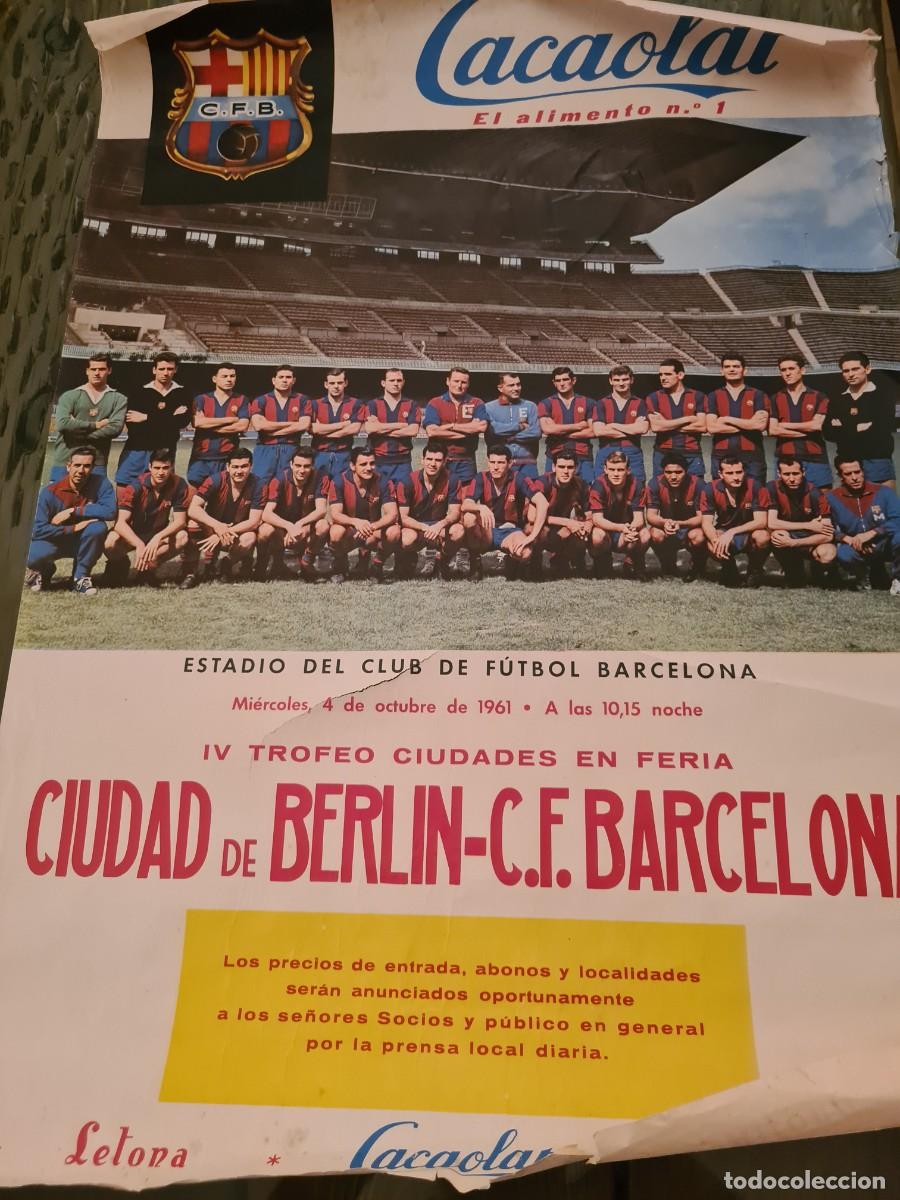 C.F.B.
Cacaolat
El alimento n.º 1
E E
M
ESTADIO DEL CLUB DE FÚTBOL BARCELONA
Miércoles, 4 de octubre de 1961 • A las 10,15 noche
IV TROFEO CIUDADES EN FERIA
CIUDAD DE BERLIN-C.F. BARCELONA
Los precios de entrada, abonos y localidades
serán anunciados oportunamente
a los señores Socios y público en general
por la prensa local diaria.
Letona * Cacaolat
todocoleccion